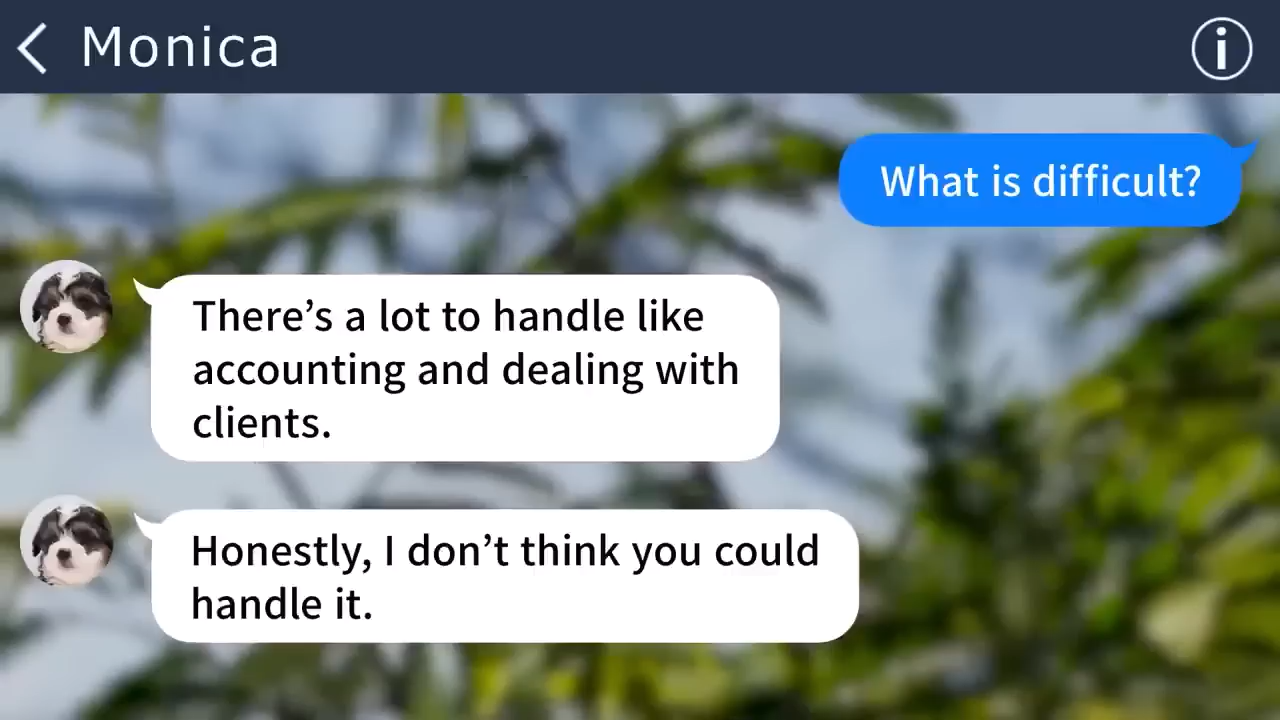 Monica
What is difficult?
There’s a lot to handle like
accounting and dealing with
clients.
Honestly, I don’t think you could
handle it.